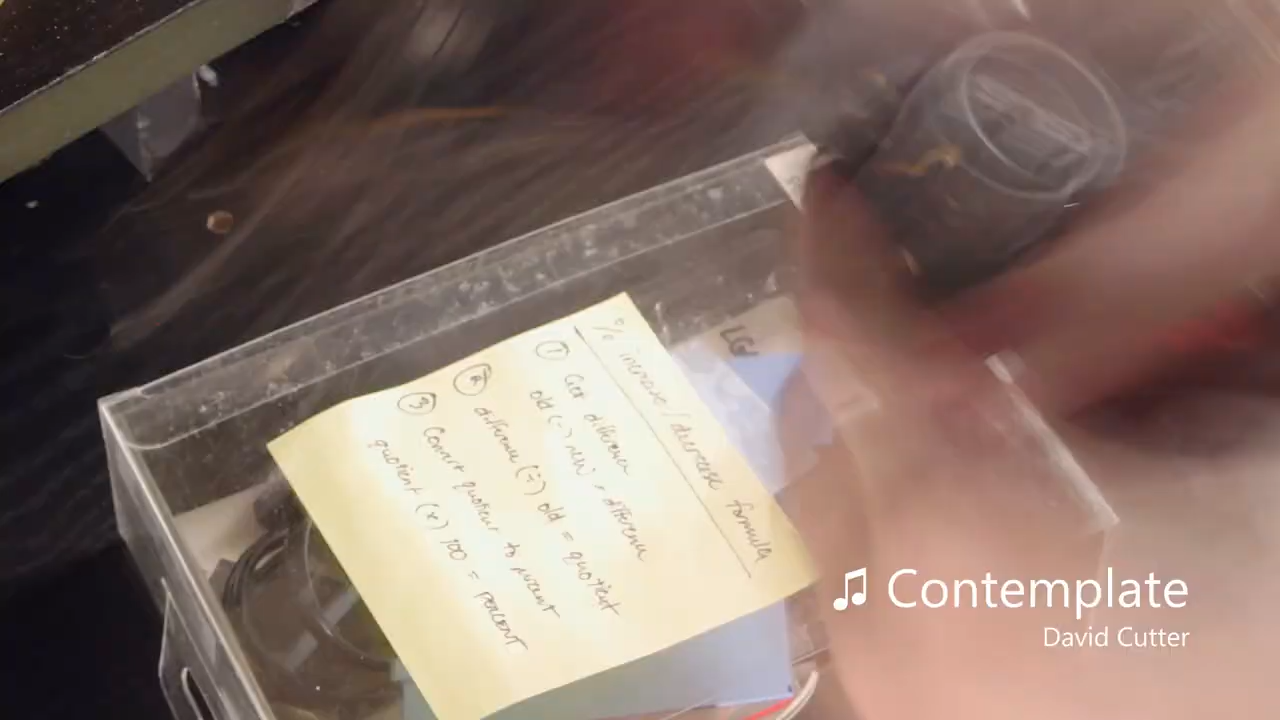 % increase/decrease formula
① Get difference
old (-) new = difference
② difference (÷) old = quotient
③ Convert quotient to percent
quotient (x) 100 = percent
LGd
♫ Contemplate
David Cutter